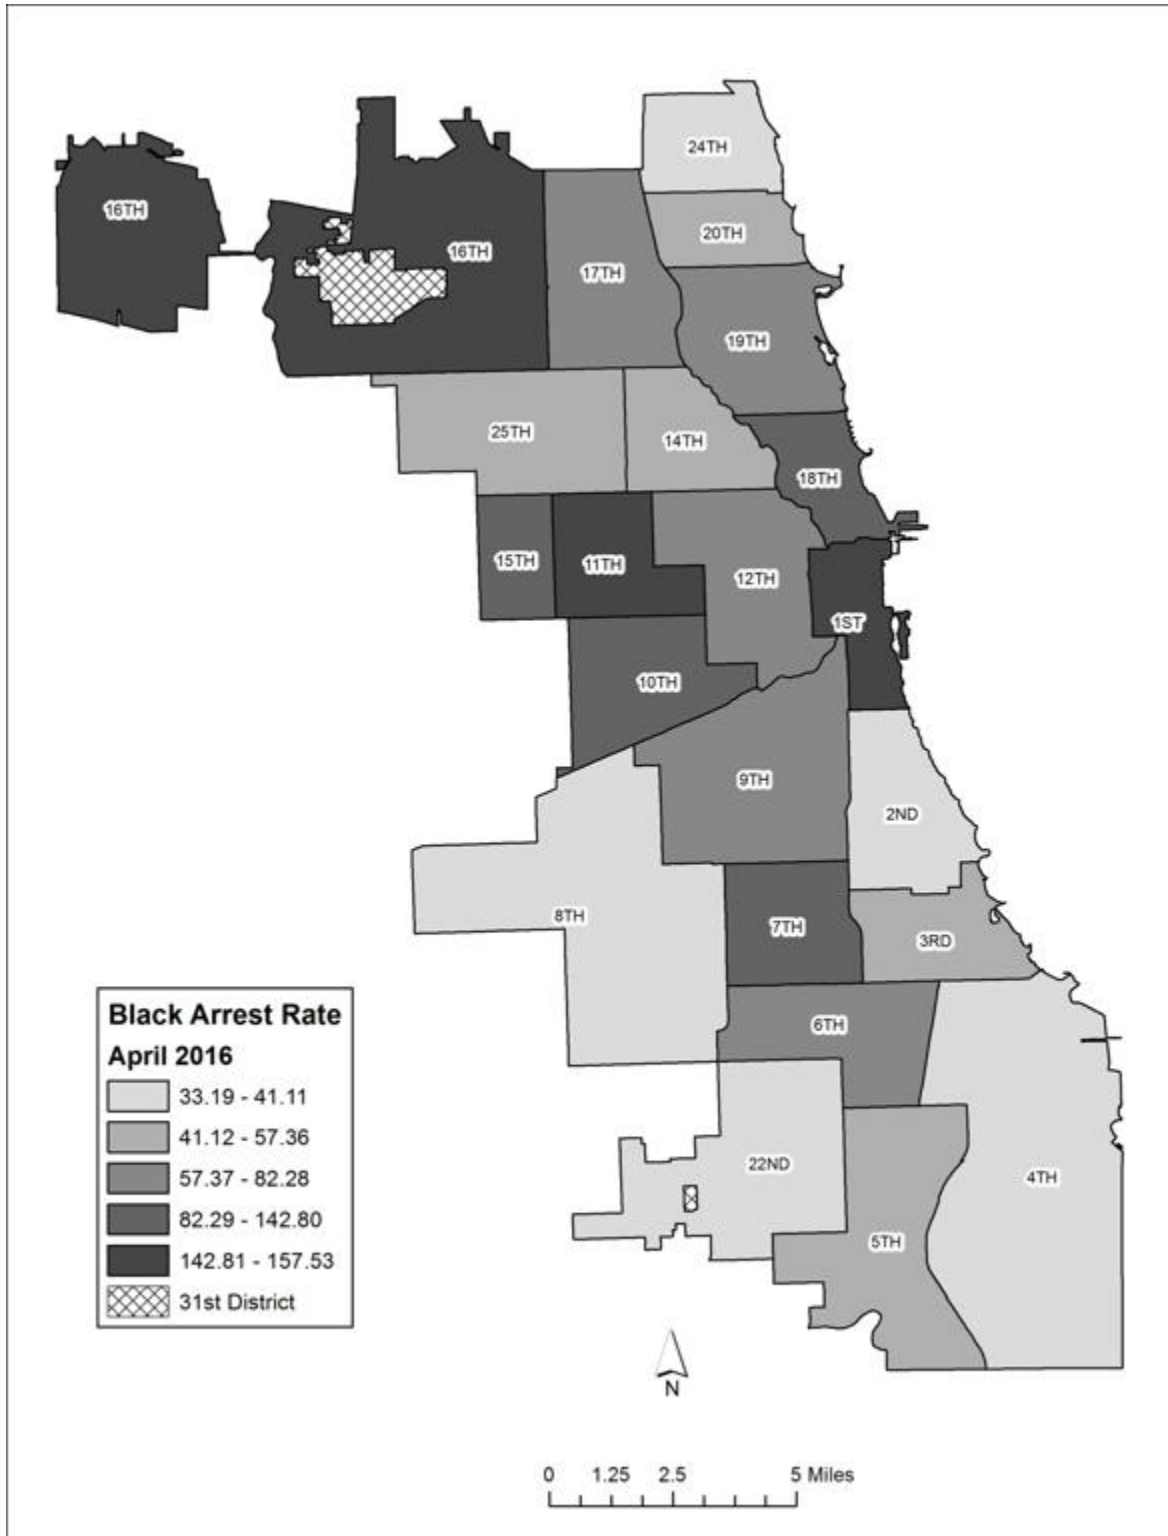 24TH
16TH
20TH
16TH
17TH
19TH
25TH
14TH
18TH
15TH
11TH
12TH
1ST
10TH
9TH
2ND
8TH
7TH
3RD
6TH
22ND
4TH
5TH
Black Arrest Rate
April 2016
33.19 - 41.11
41.12 - 57.36
57.37 - 82.28
82.29 - 142.80
142.81 - 157.53
31st District
N
0 1.25 2.5 5 Miles